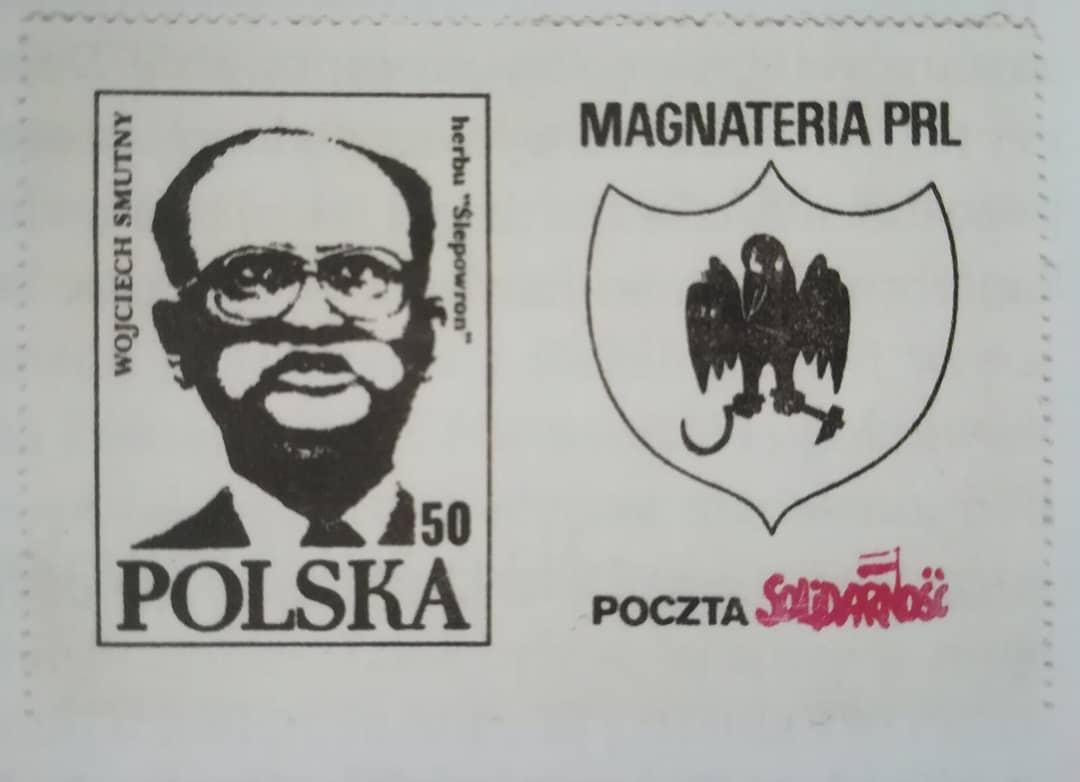 WOJCIECH SMUTNY
herbu "Ślepowron"
50
POLSKA
MAGNATERIA PRL
POCZTA SOLIDARNOŚĆ